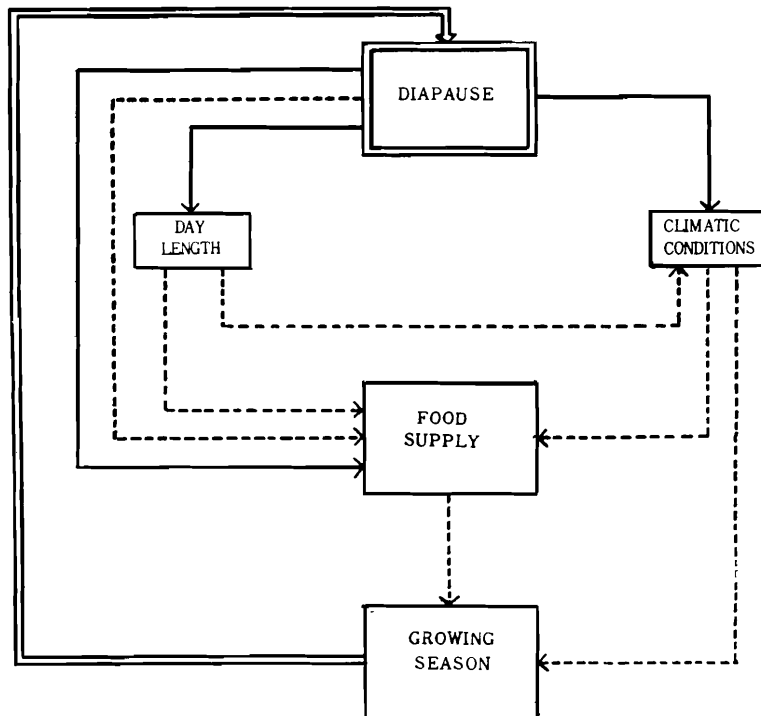 DIAPAUSE
DAY
LENGTH
CLIMATIC
CONDITIONS
FOOD
SUPPLY
GROWING
SEASON